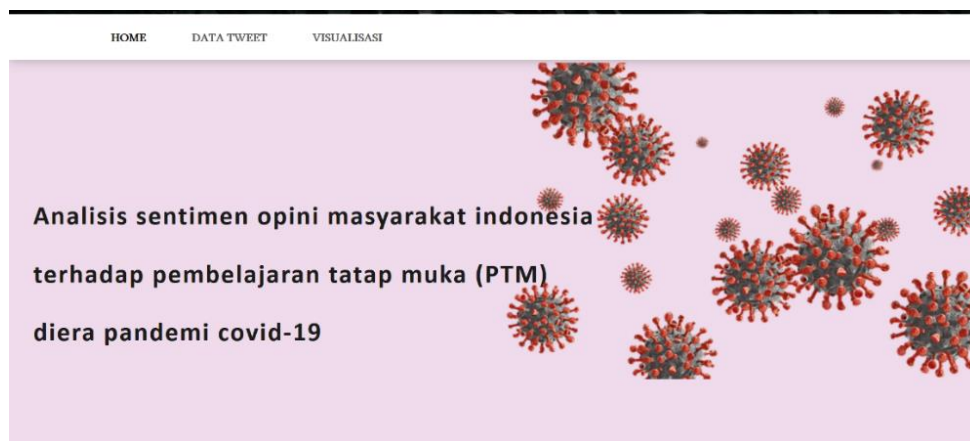 HOME DATA TWEET VISUALISASI
Analisis sentimen opini masyarakat indonesia
terhadap pembelajaran tatap muka (PTM)
diera pandemi covid-19